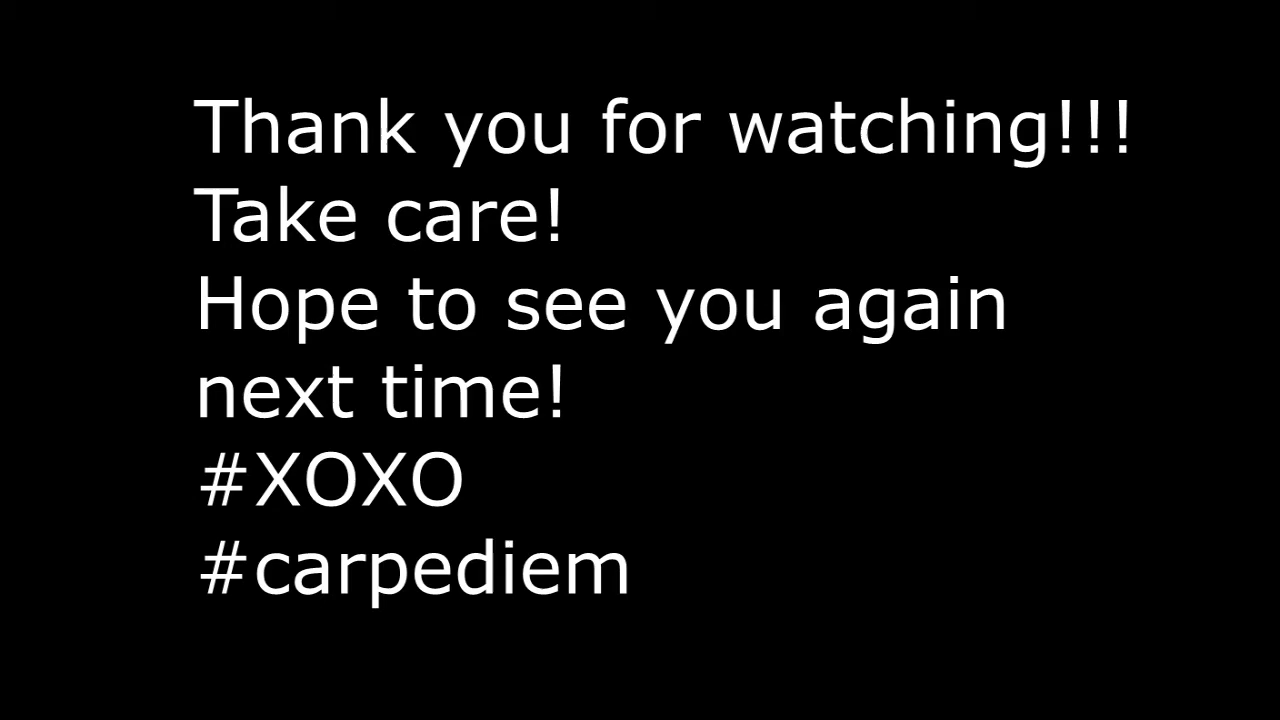 Thank you for watching!!!
Take care!
Hope to see you again
next time!
#XOXO
#carpediem